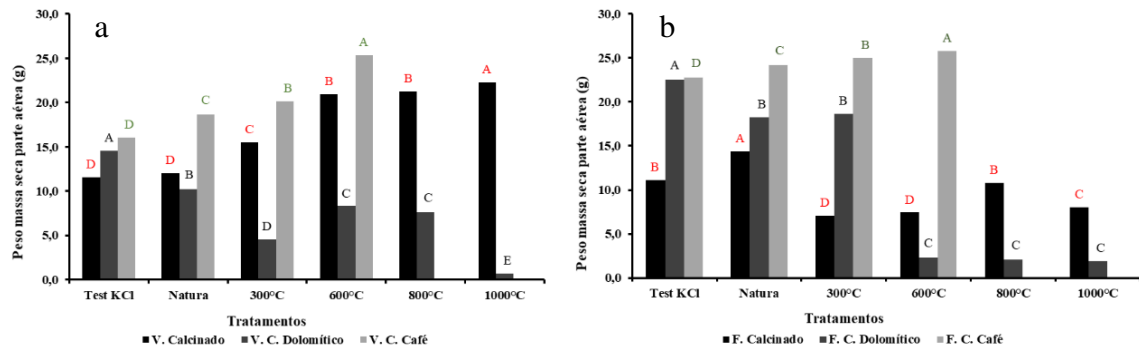 a
Peso massa seca parte aérea (g)
30,0
25,0
20,0
15,0
10,0
5,0
0,0
D A D
D B C
C D B
B C A
B C
A E
Test KCl Natura 300°C 600°C 800°C 1000°C
Tratamentos
V. Calcinado V. C. Dolomítico V. C. Café
b
Peso massa seca parte aérea (g)
30,0
25,0
20,0
15,0
10,0
5,0
0,0
B A D
A B C
D B B
D C A
B C
C C
Test KCl Natura 300°C 600°C 800°C 1000°C
Tratamentos
F. Calcinado F. C. Dolomítico F. C. Café